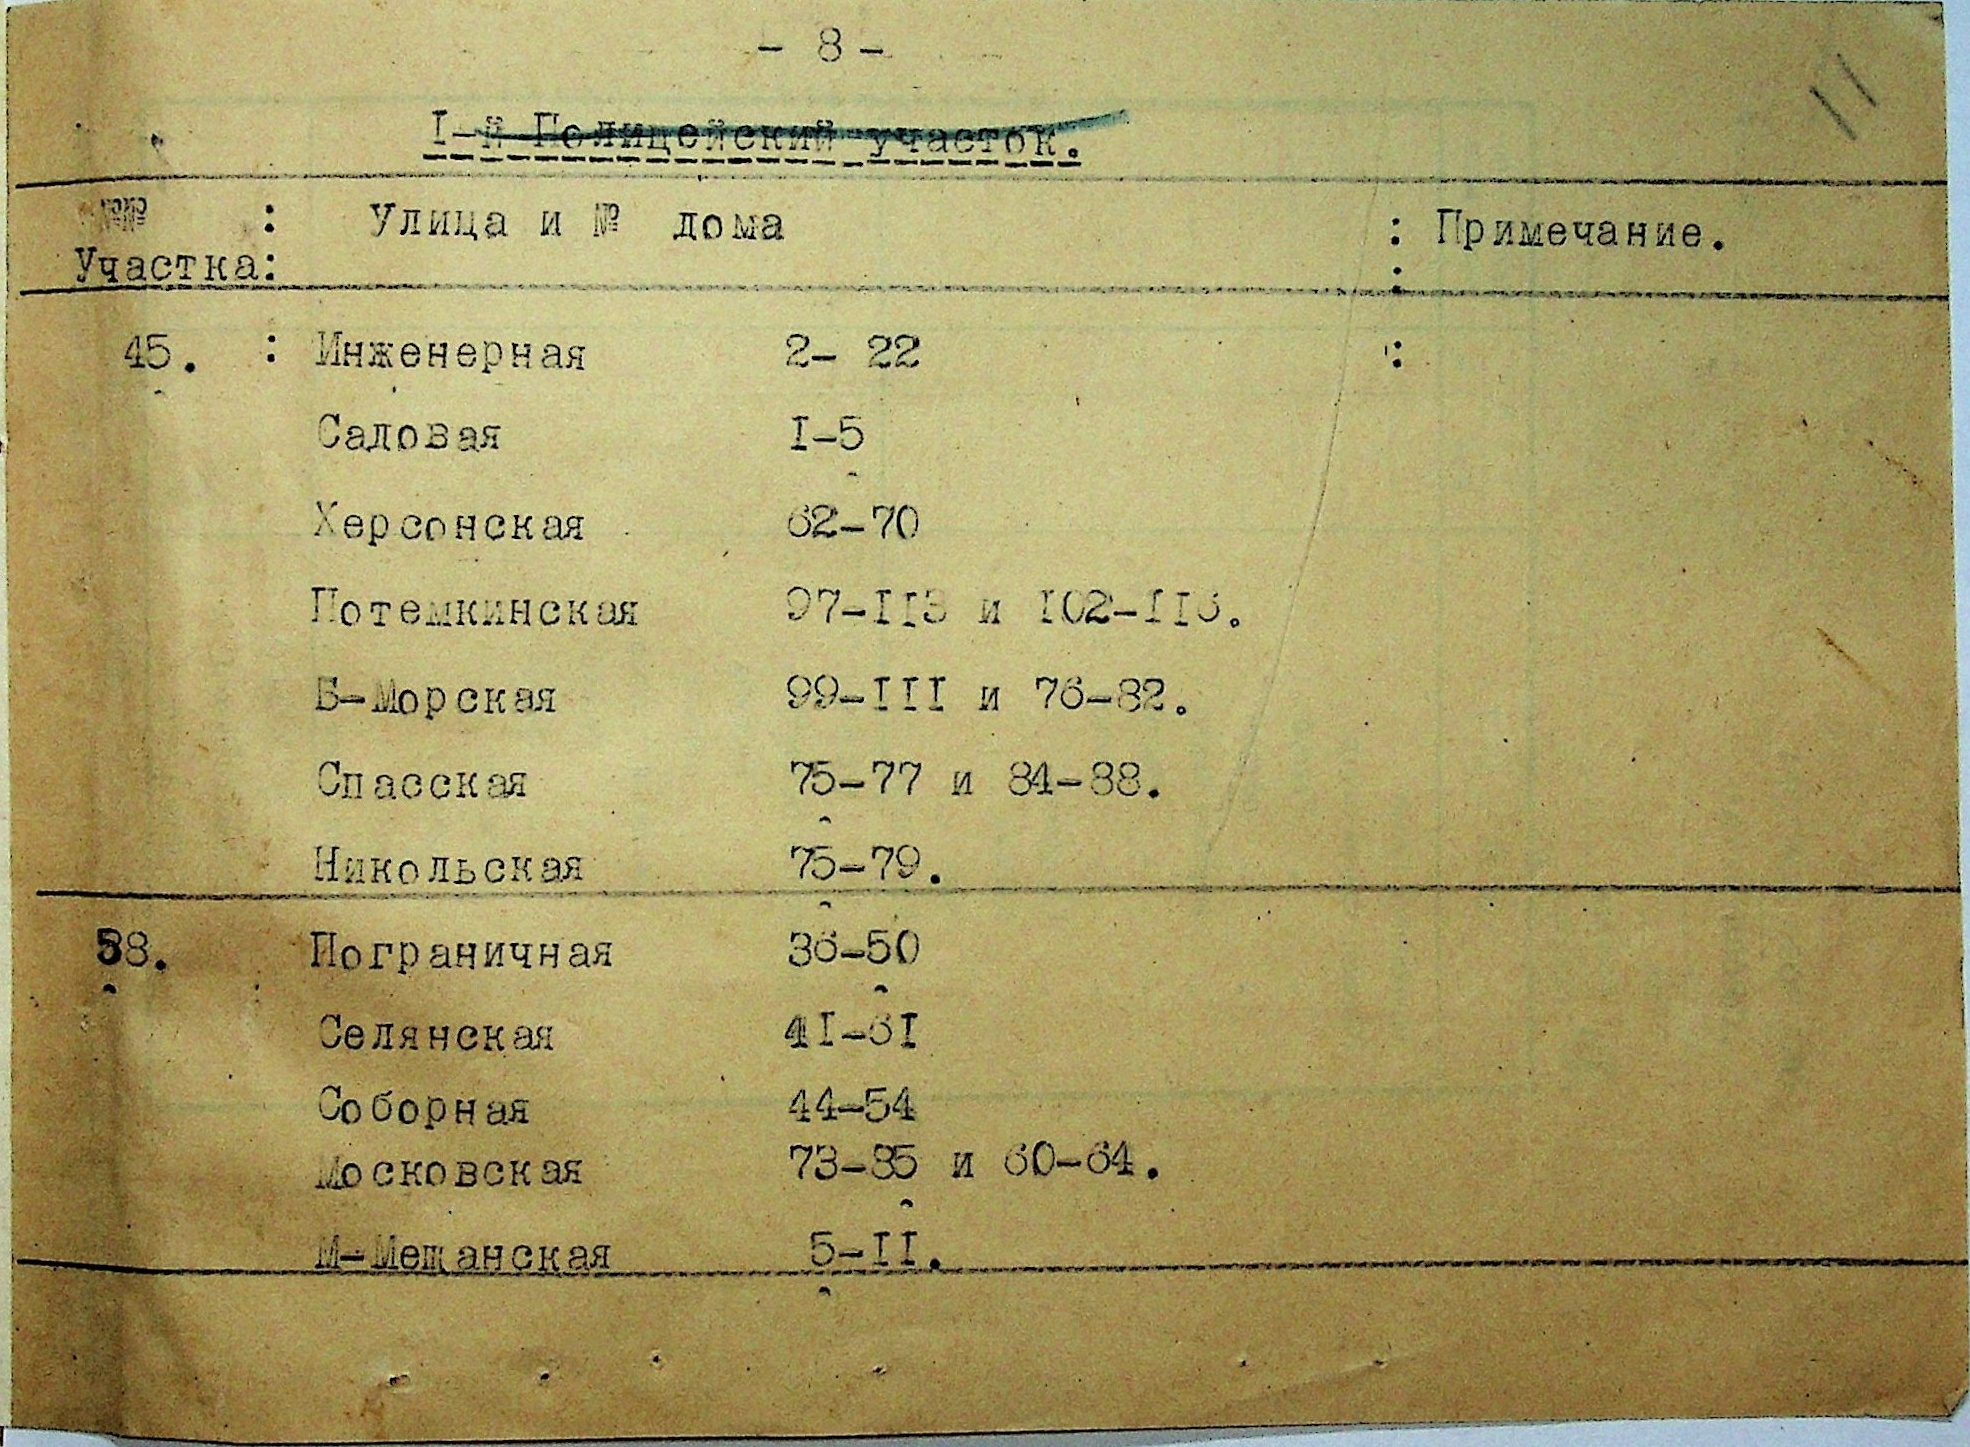 - 8 -
11
I-й Полицейский участок.
№№ : Улица и № дома : Примечание.
Участка: :
45. : Инженерная 2- 22 :
Садовая I-5
Херсонская 62-70
Потемкинская 97-II3 и I02-II6.
Б-Морская 99-III и 76-82.
Спасская 75-77 и 84-88.
Никольская 75-79.
58. Пограничная 36-50
Селянская 4I-6I
Соборная 44-54
Московская 73-85 и 60-64.
М-Мещанская 5-II.